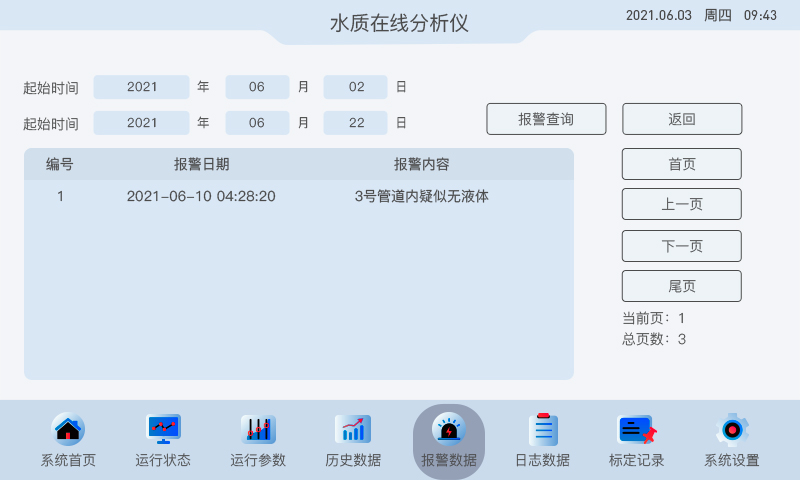 水质在线分析仪
2021.06.03 周四 09:43
起始时间 2021 年 06 月 02 日
起始时间 2021 年 06 月 22 日
报警查询 返回
编号 报警日期 报警内容
1 2021-06-10 04:28:20 3号管道内疑似无液体
首页
上一页
下一页
尾页
当前页：1
总页数：3
系统首页 运行状态 运行参数 历史数据 报警数据 日志数据 标定记录 系统设置